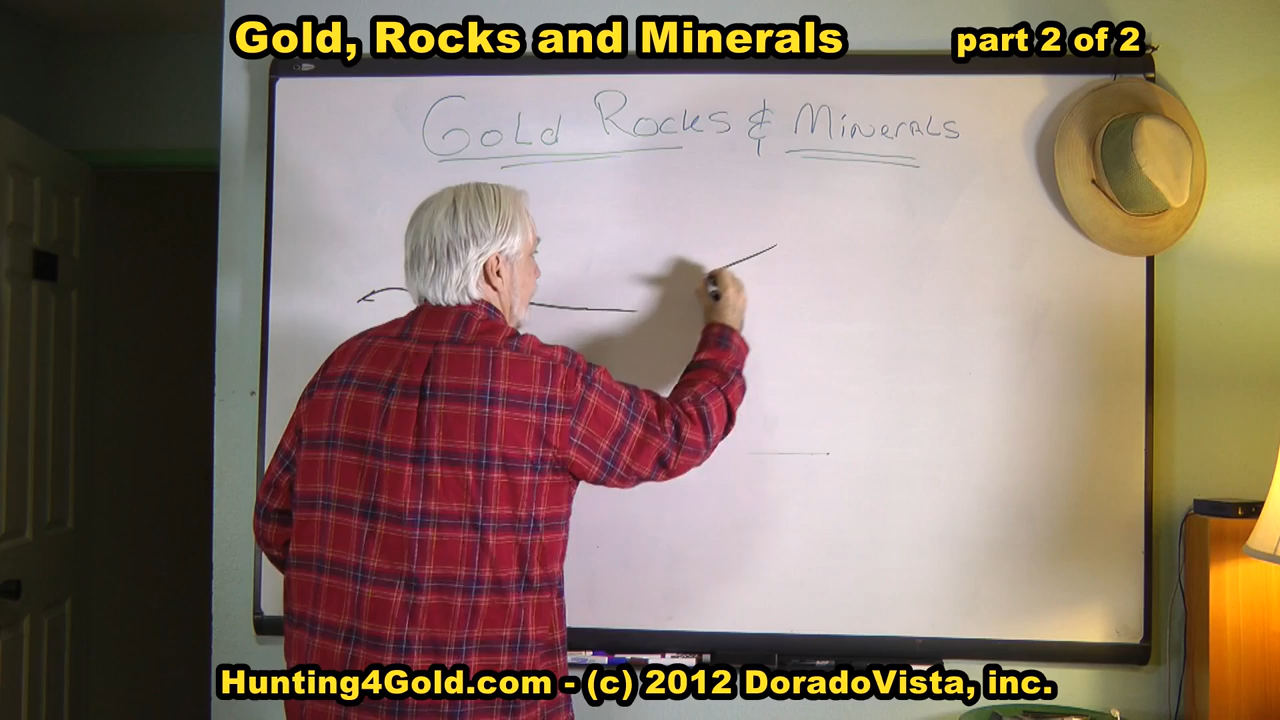 Gold, Rocks and Minerals
part 2 of 2
Gold Rocks & Minerals
Hunting4Gold.com - (c) 2012 DoradoVista, inc.